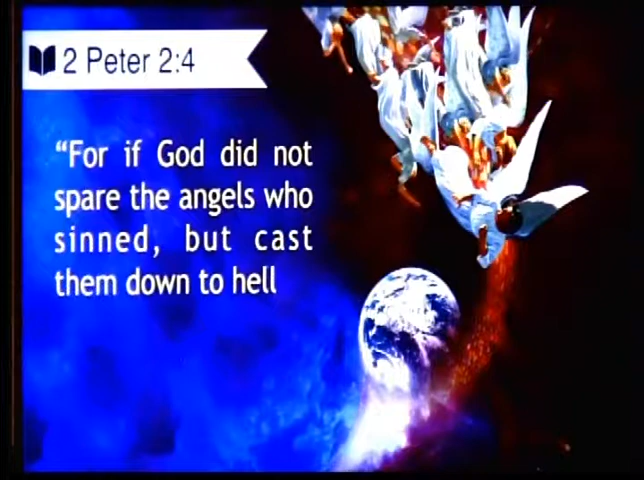 2 Peter 2:4
“For if God did not
spare the angels who
sinned, but cast
them down to hell